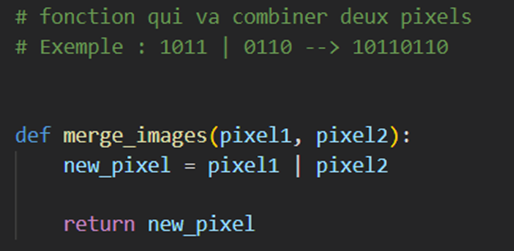 # fonction qui va combiner deux pixels
# Exemple : 1011 | 0110 --> 10110110
def merge_images(pixel1, pixel2):
    new_pixel = pixel1 | pixel2
    return new_pixel